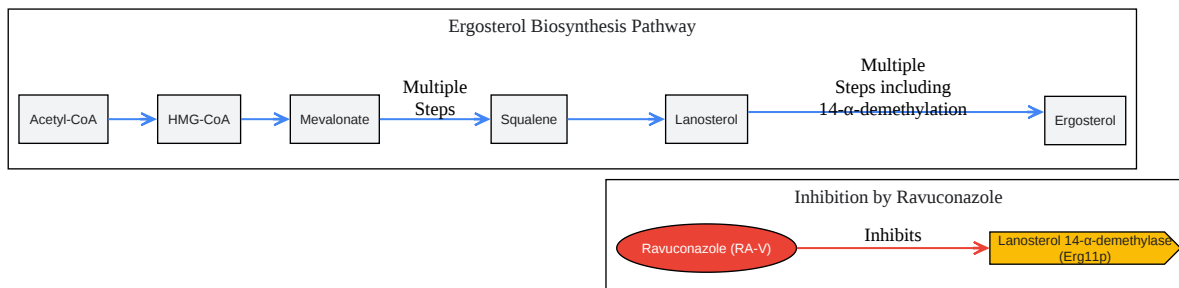 Ergosterol Biosynthesis Pathway
Acetyl-CoA
HMG-CoA
Mevalonate
Multiple
Steps
Squalene
Lanosterol
Multiple
Steps including
14-α-demethylation
Ergosterol
Inhibition by Ravuconazole
Ravuconazole (RA-V)
Inhibits
Lanosterol 14-α-demethylase
(Erg11p)